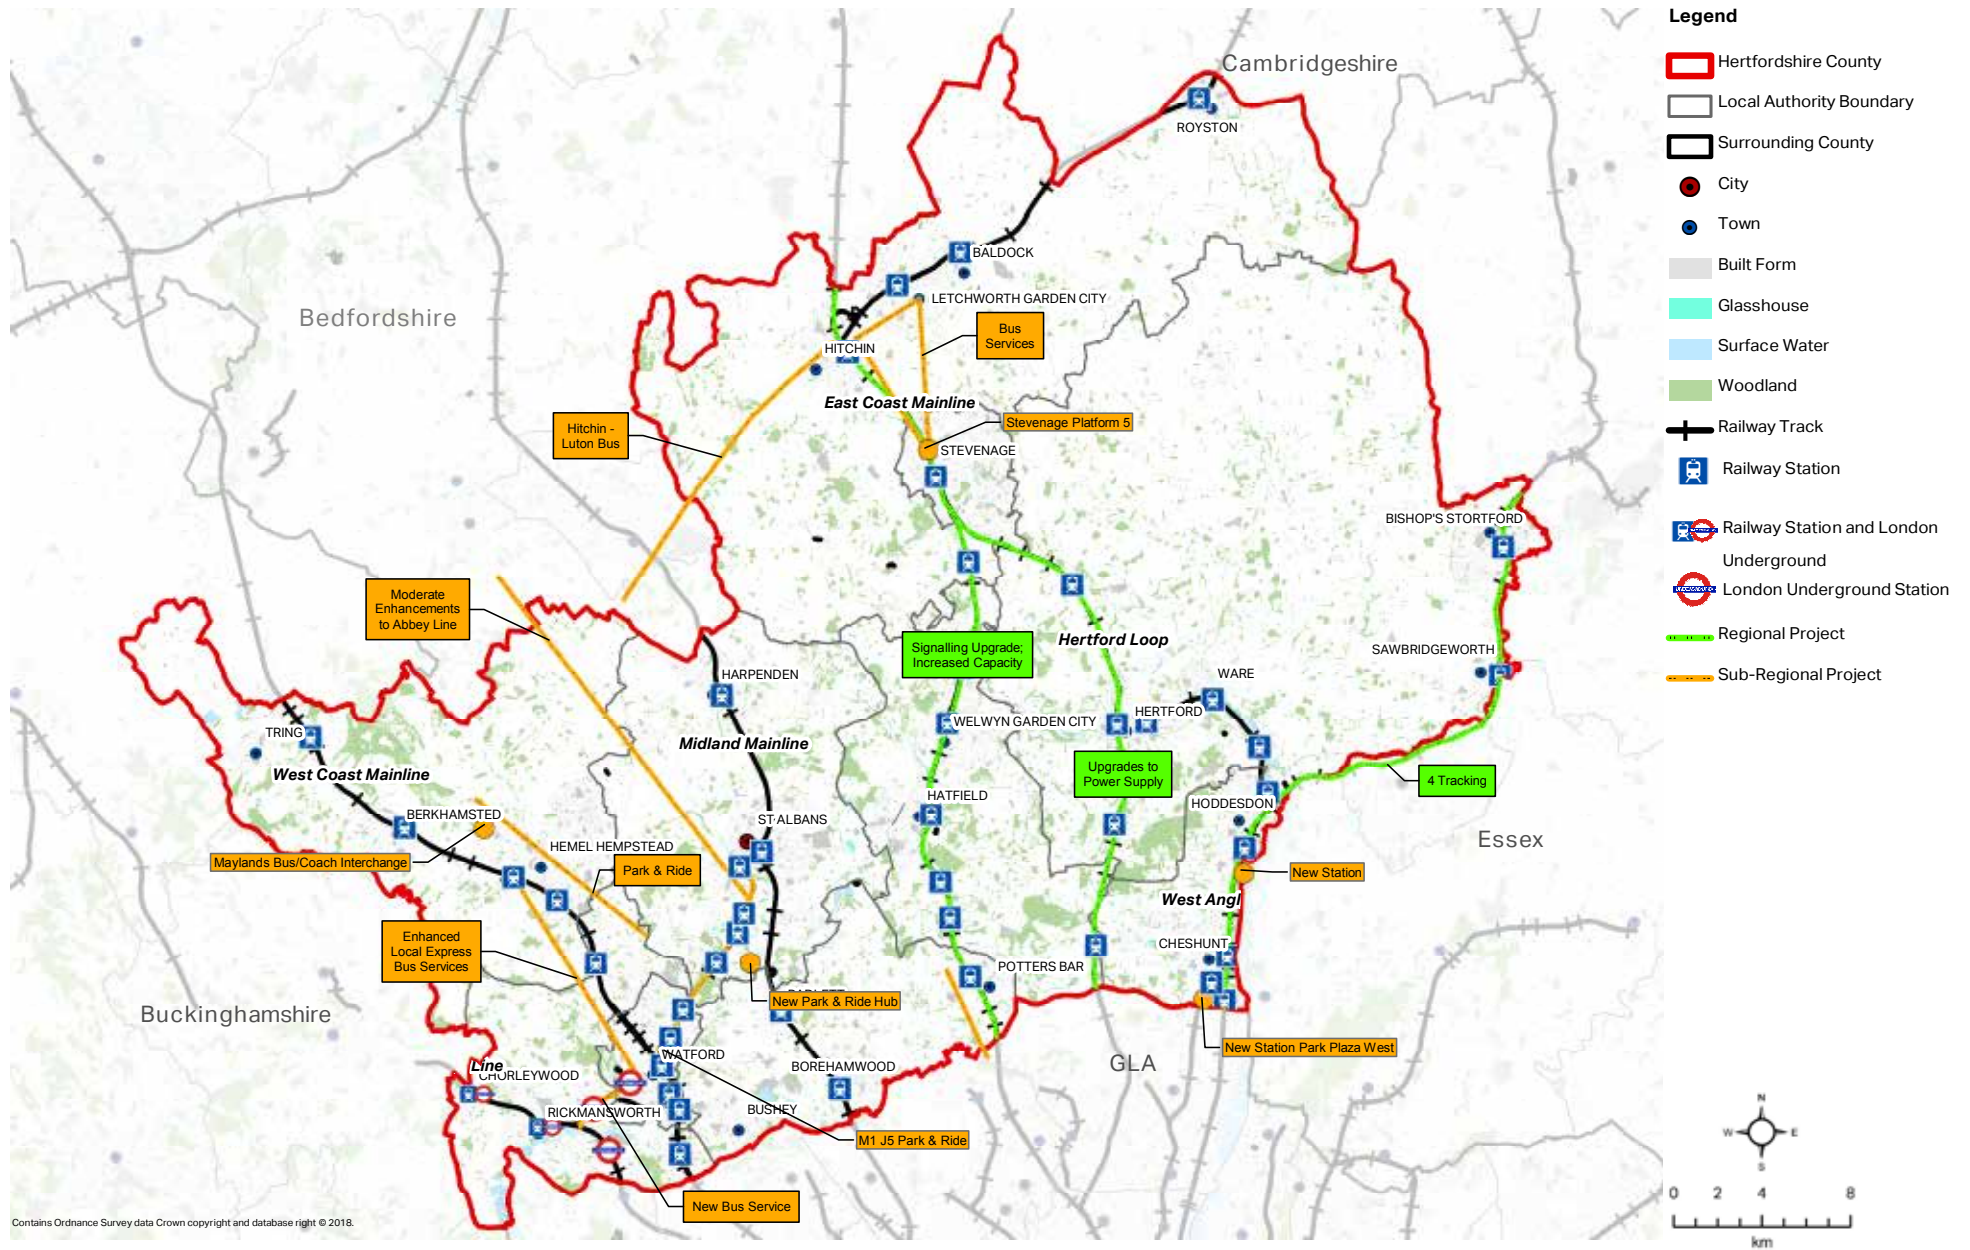 Legend
Hertfordshire County
Local Authority Boundary
Surrounding County
City
Town
Built Form
Glasshouse
Surface Water
Woodland
Railway Track
Railway Station
Railway Station and London
Underground
London Underground Station
Regional Project
Sub-Regional Project
Cambridgeshire
ROYSTON
BALDOCK
Bedfordshire
LETCHWORTH GARDEN CITY
Bus
Services
HITCHIN
East Coast Mainline
Hitchin -
Luton Bus
Stevenage Platform 5
STEVENAGE
BISHOP'S STORTFORD
Moderate
Enhancements
to Abbey Line
Signalling Upgrade;
Increased Capacity
Hertford Loop
SAWBRIDGEWORTH
HARPENDEN
WARE
HERTFORD
WELWYN GARDEN CITY
TRING
Midland Mainline
West Coast Mainline
Upgrades to
Power Supply
4 Tracking
HATFIELD
HODDESDON
BERKHAMSTED
ST ALBANS
Essex
HEMEL HEMPSTEAD
Maylands Bus/Coach Interchange
Park & Ride
New Station
West Angl
Enhanced
Local Express
Bus Services
CHESHUNT
POTTERS BAR
New Park & Ride Hub
Buckinghamshire
New Station Park Plaza West
WATFORD
GLA
Line
CHORLEYWOOD
BOREHAMWOOD
RICKMANSWORTH
BUSHEY
M1 J5 Park & Ride
New Bus Service
N
W
E
S
0 2 4 8
km
Contains Ordnance Survey data Crown copyright and database right © 2018.